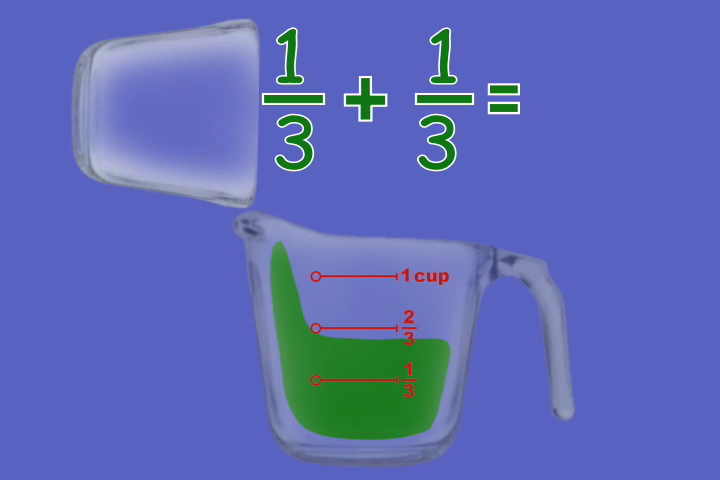 1/3 + 1/3 =
1 cup
2/3
1/3